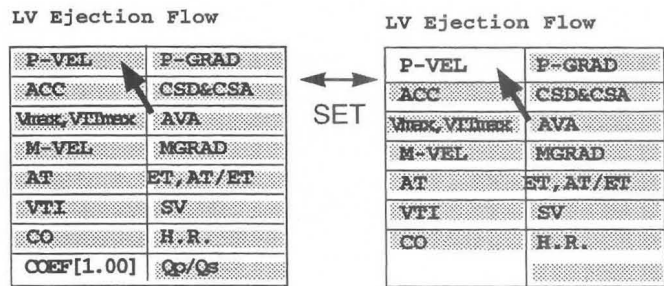 LV Ejection Flow
P-VEL P-GRAD
ACC CSD&CSA
Vmax,VTImax AVA
M-VEL MGRAD
AT ET,AT/ET
VTI SV
CO H.R.
COEF[1.00] Qp/Qs
SET
LV Ejection Flow
P-VEL P-GRAD
ACC CSD&CSA
Vmax,VTImax AVA
M-VEL MGRAD
AT ET,AT/ET
VTI SV
CO H.R.